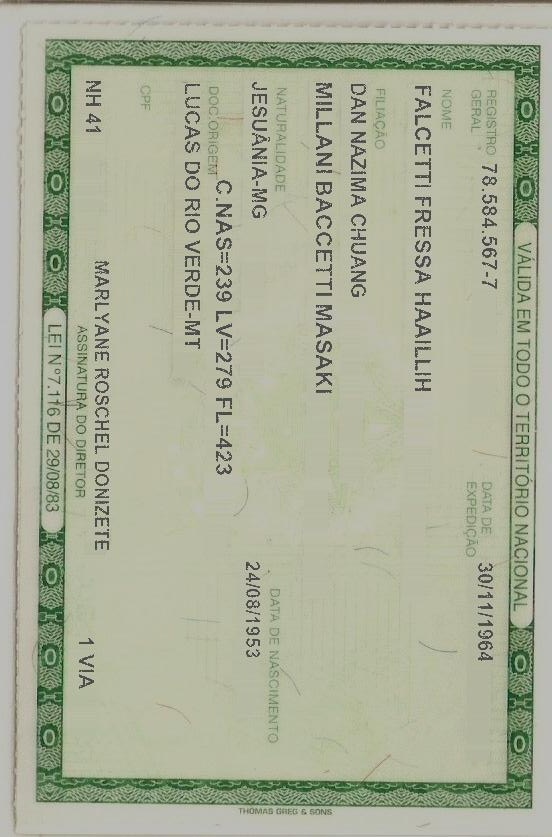 VÁLIDA EM TODO O TERRITÓRIO NACIONAL
REGISTRO GERAL 78.584.567-7 DATA DE EXPEDIÇÃO 30/11/1964
NOME
FALCETTI FRESSA HAAILLIH
FILIAÇÃO
DAN NAZIMA CHUANG
MILLANI BACCETTI MASAKI
NATURALIDADE DATA DE NASCIMENTO
JESUÂNIA-MG 24/08/1953
DOC. ORIGEM C.NAS=239 LV=279 FL=423
LUCAS DO RIO VERDE-MT
CPF
NH 41 MARLYANE ROSCHEL DONIZETE 1 VIA
ASSINATURA DO DIRETOR
LEI Nº 7.116 DE 29/08/83
THOMAS GREG & SONS